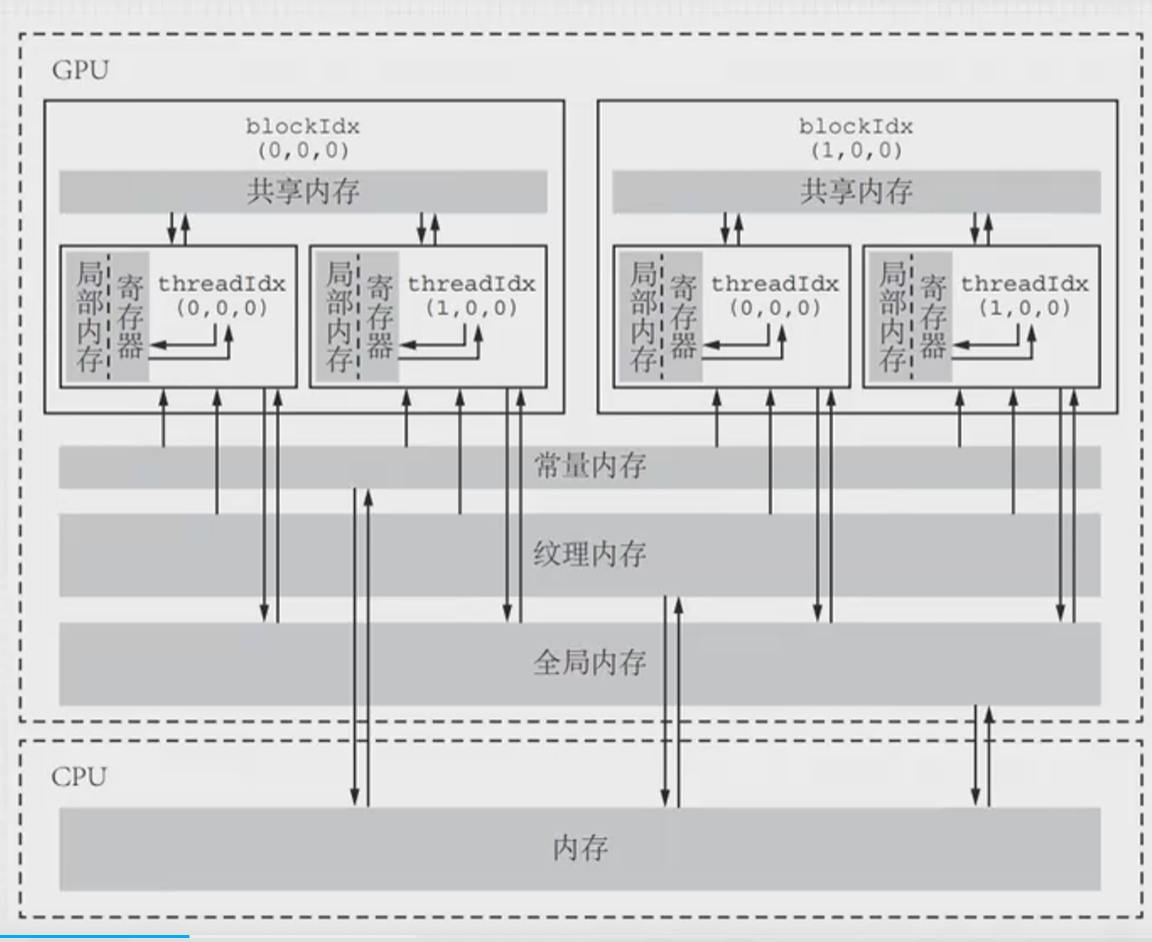 GPU
blockIdx
(0,0,0)
共享内存
局部内存
寄存器
threadIdx
(0,0,0)
局部内存
寄存器
threadIdx
(1,0,0)
blockIdx
(1,0,0)
共享内存
局部内存
寄存器
threadIdx
(0,0,0)
局部内存
寄存器
threadIdx
(1,0,0)
常量内存
纹理内存
全局内存
CPU
内存